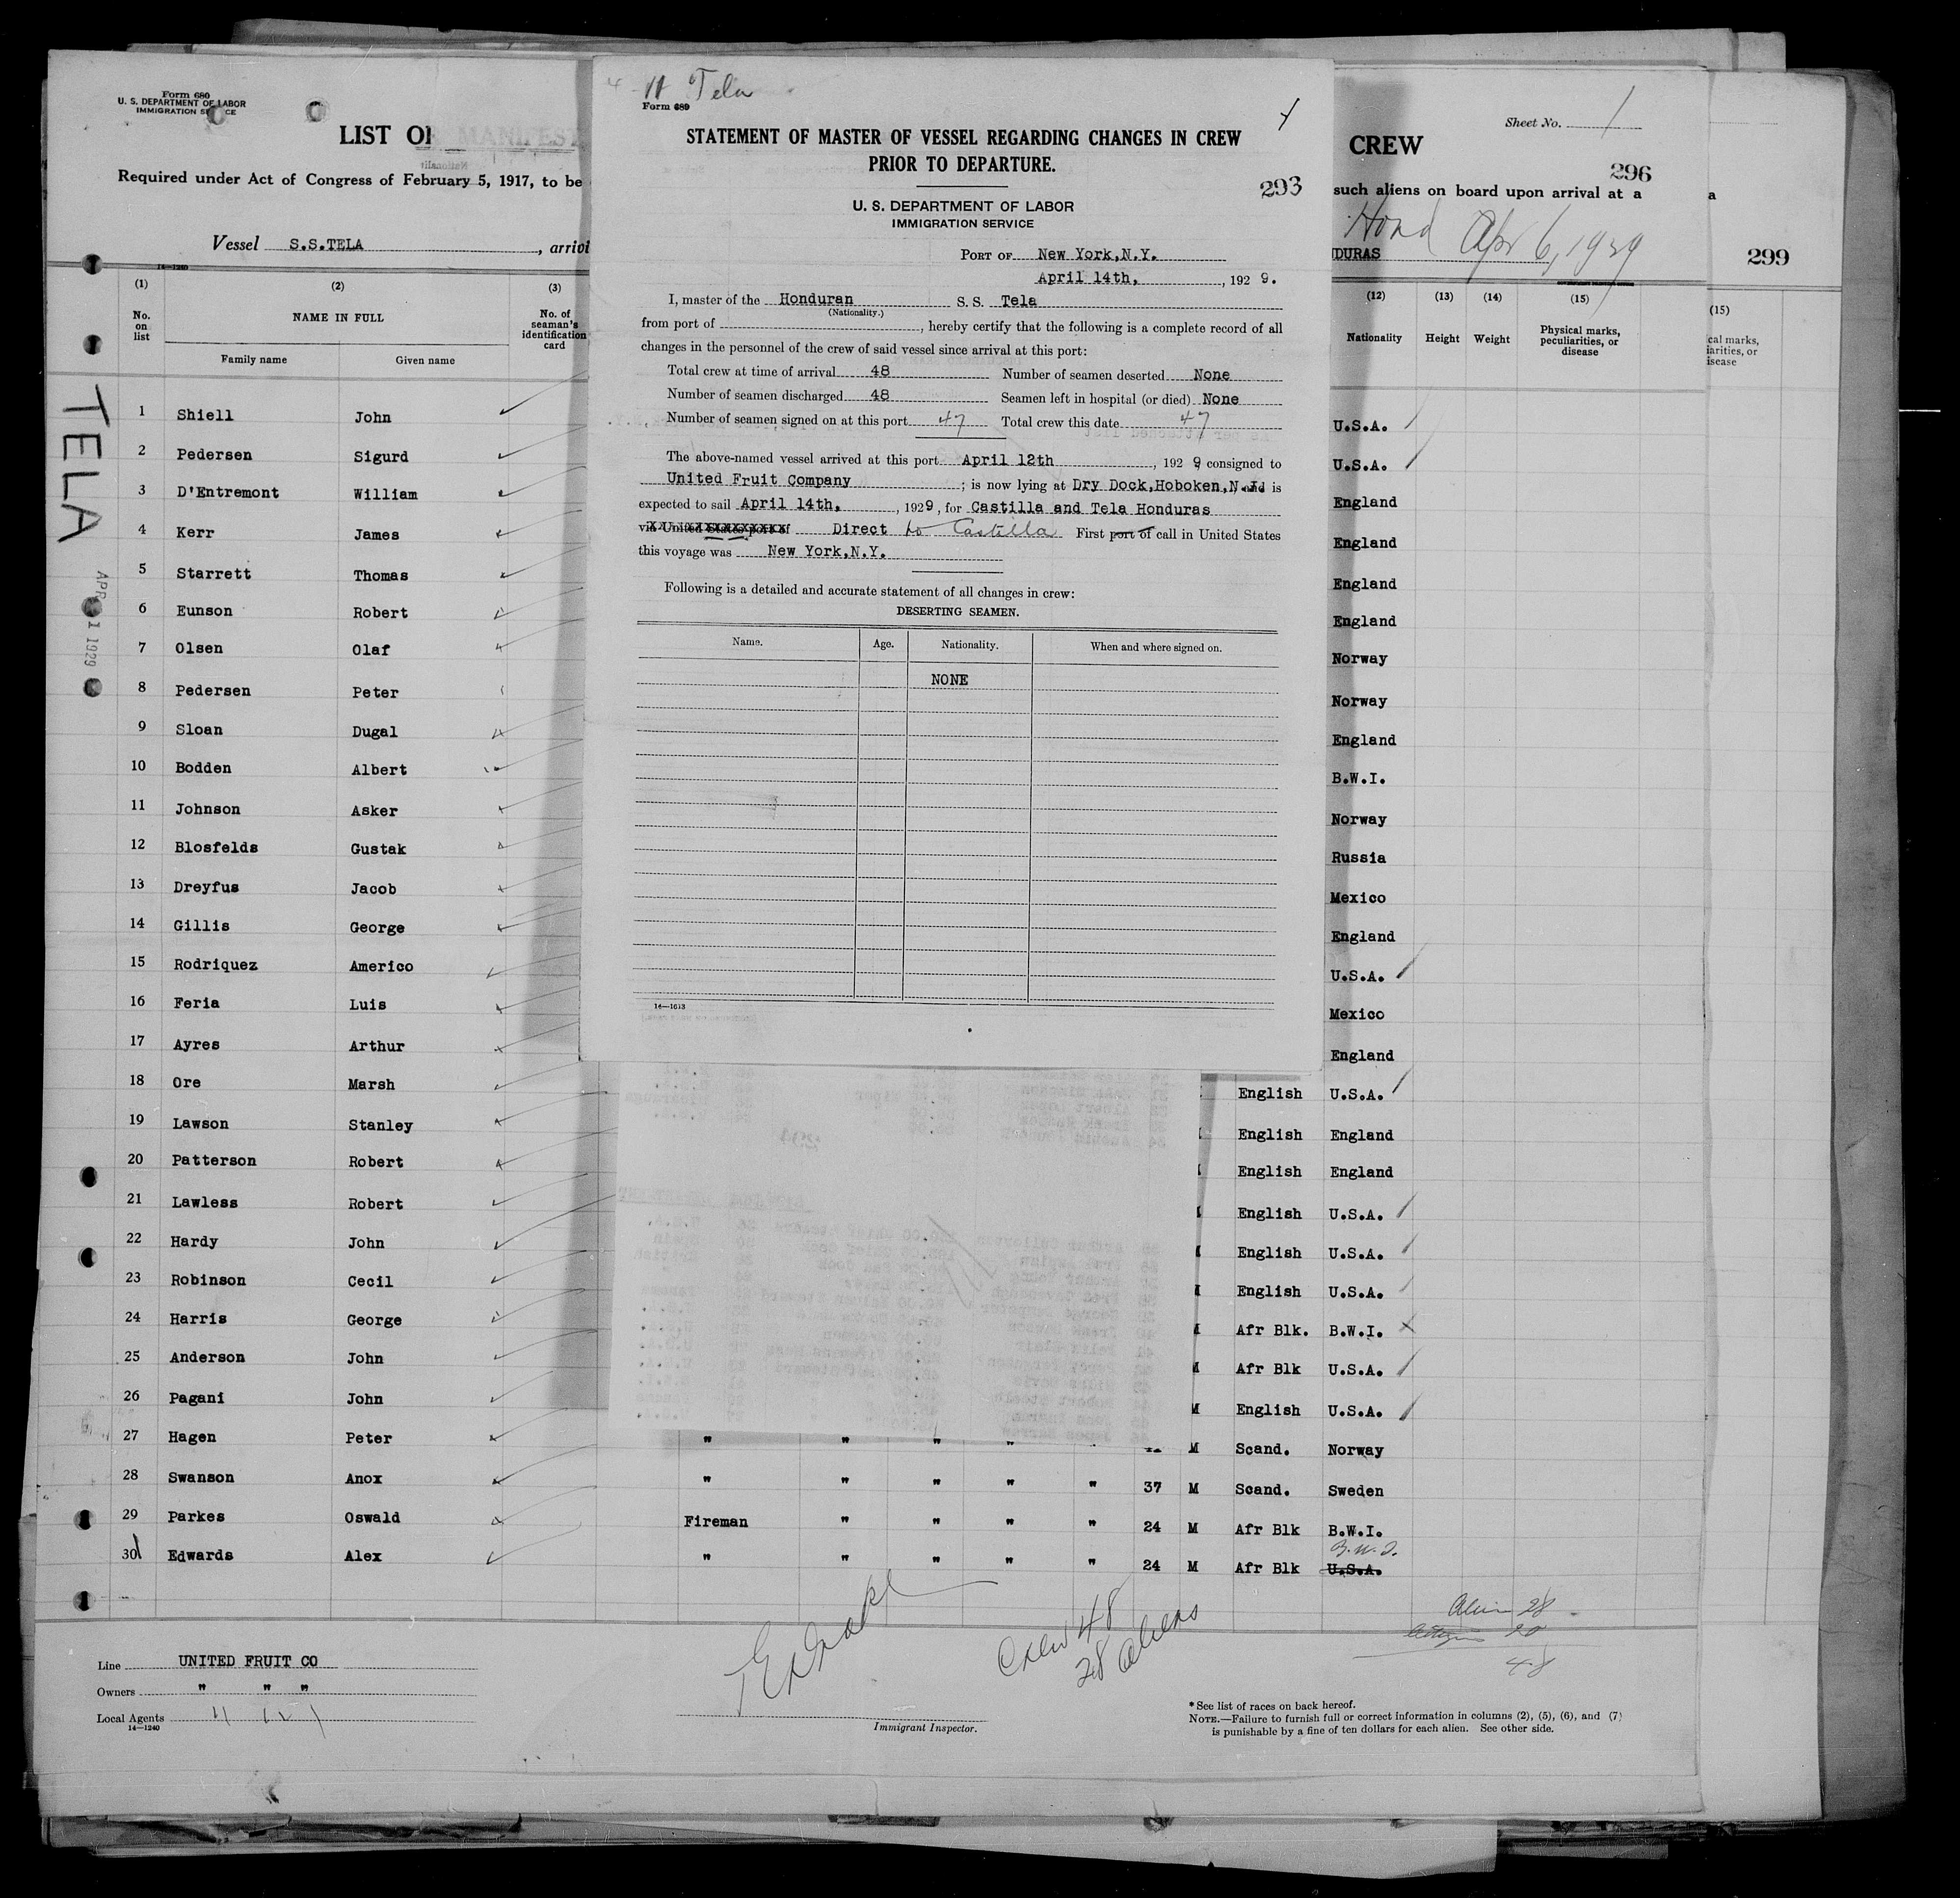 Form 680
U. S. DEPARTMENT OF LABOR
IMMIGRATION SERVICE
LIST OF
Required under Act of Congress of February 5, 1917, to be
Vessel S.S.TELA, arrivi
14—1240
(1) (2) (3)
No. on list NAME IN FULL No. of seaman's identification card
Family name Given name
1 Shiell John
2 Pedersen Sigurd
3 D'Entremont William
4 Kerr James
5 Starrett Thomas
6 Eunson Robert
7 Olsen Olaf
8 Pedersen Peter
9 Sloan Dugal
10 Bodden Albert
11 Johnson Asker
12 Blosfelds Gustak
13 Dreyfus Jacob
14 Gillis George
15 Rodriquez Americo
16 Feria Luis
17 Ayres Arthur
18 Ore Marsh
19 Lawson Stanley
20 Patterson Robert
21 Lawless Robert
22 Hardy John
23 Robinson Cecil
24 Harris George
25 Anderson John
26 Pagani John
27 Hagen Peter
28 Swanson Anox
29 Parkes Oswald
30 Edwards Alex
TELA
APR 1 1929
Tela
Form 689
STATEMENT OF MASTER OF VESSEL REGARDING CHANGES IN CREW
PRIOR TO DEPARTURE.
293
U. S. DEPARTMENT OF LABOR
IMMIGRATION SERVICE
PORT OF New York,N.Y.
April 14th, , 192 9.
I, master of the Honduran S. S. Tela
(Nationality.)
from port of , hereby certify that the following is a complete record of all
changes in the personnel of the crew of said vessel since arrival at this port:
Total crew at time of arrival 48 Number of seamen deserted None
Number of seamen discharged 48 Seamen left in hospital (or died) None
Number of seamen signed on at this port 47 Total crew this date 47
The above-named vessel arrived at this port April 12th , 192 9 consigned to
United Fruit Company ; is now lying at Dry Dock,Hoboken,N.J. and is
expected to sail April 14th, , 1929, for Castilla and Tela Honduras
via United States port of Direct to Castilla First port of call in United States
this voyage was New York,N.Y.
Following is a detailed and accurate statement of all changes in crew:
DESERTING SEAMEN.
Name. Age. Nationality. When and where signed on.
NONE
14—1613
Sheet No. 1
CREW
296
such aliens on board upon arrival at a
Hond Apr 6, 1929
DURAS
(12) (13) (14) (15)
Nationality Height Weight Physical marks, peculiarities, or disease
U.S.A.
U.S.A.
England
England
England
England
Norway
Norway
England
B.W.I.
Norway
Russia
Mexico
England
U.S.A.
Mexico
England
English U.S.A.
English England
English England
English U.S.A.
English U.S.A.
M English U.S.A.
M Afr Blk. B.W.I.
M Afr Blk U.S.A.
M English U.S.A.
" " " " " M Scand. Norway
" " " " " 37 M Scand. Sweden
Fireman " " " " 24 M Afr Blk B.W.I.
B.W.I.
" " " " " 24 M Afr Blk U.S.A.
a
299
(15)
cal marks,
iarities, or
isease
Line UNITED FRUIT CO
Owners " " "
Local Agents
14—1240
Crew 48
28 aliens
Immigrant Inspector.
Alien 28
20
48
*See list of races on back hereof.
NOTE.—Failure to furnish full or correct information in columns (2), (5), (6), and (7)
is punishable by a fine of ten dollars for each alien. See other side.